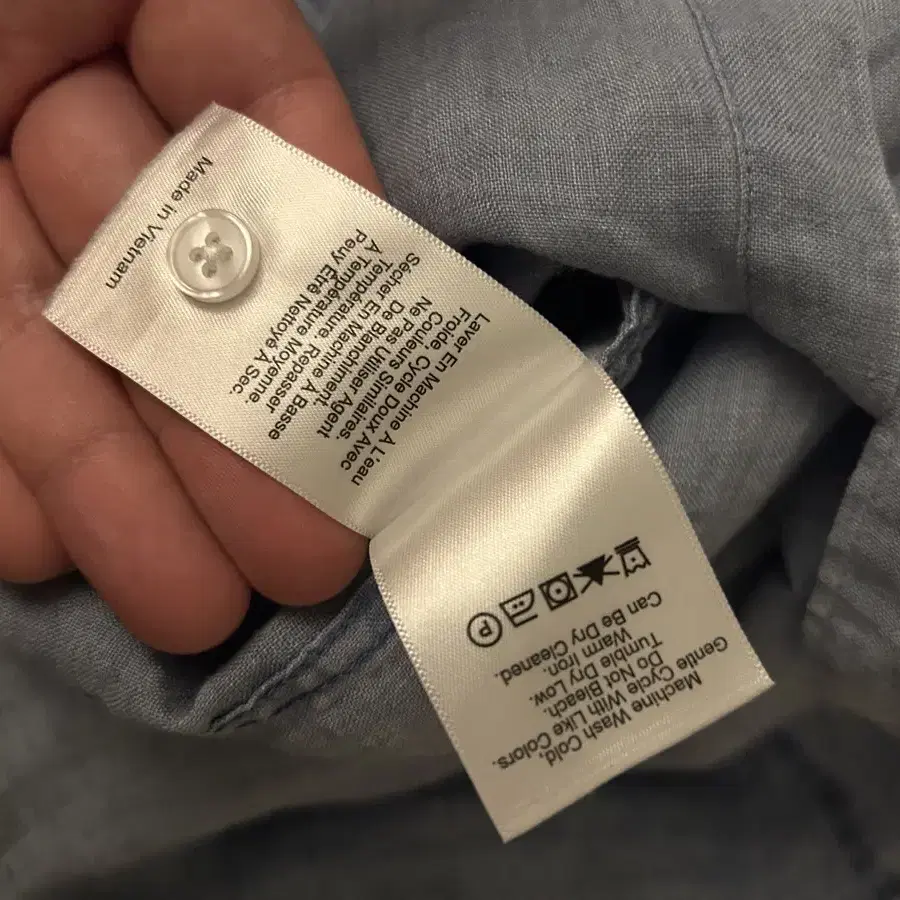 Machine Wash Cold,
Gentle Cycle With Like Colors.
Do Not Bleach.
Tumble Dry Low.
Warm Iron.
Can Be Dry Cleaned.
P
Laver En Machine À L'eau
Froide, Cycle Doux Avec
Couleurs Similaires.
Ne Pas Utiliser Agent
De Blanchiment.
Sécher En Machine À Basse
Température. Repasser
À Température Moyenne
Peuy Être Nettoyé A Sec.
Made in Vietnam